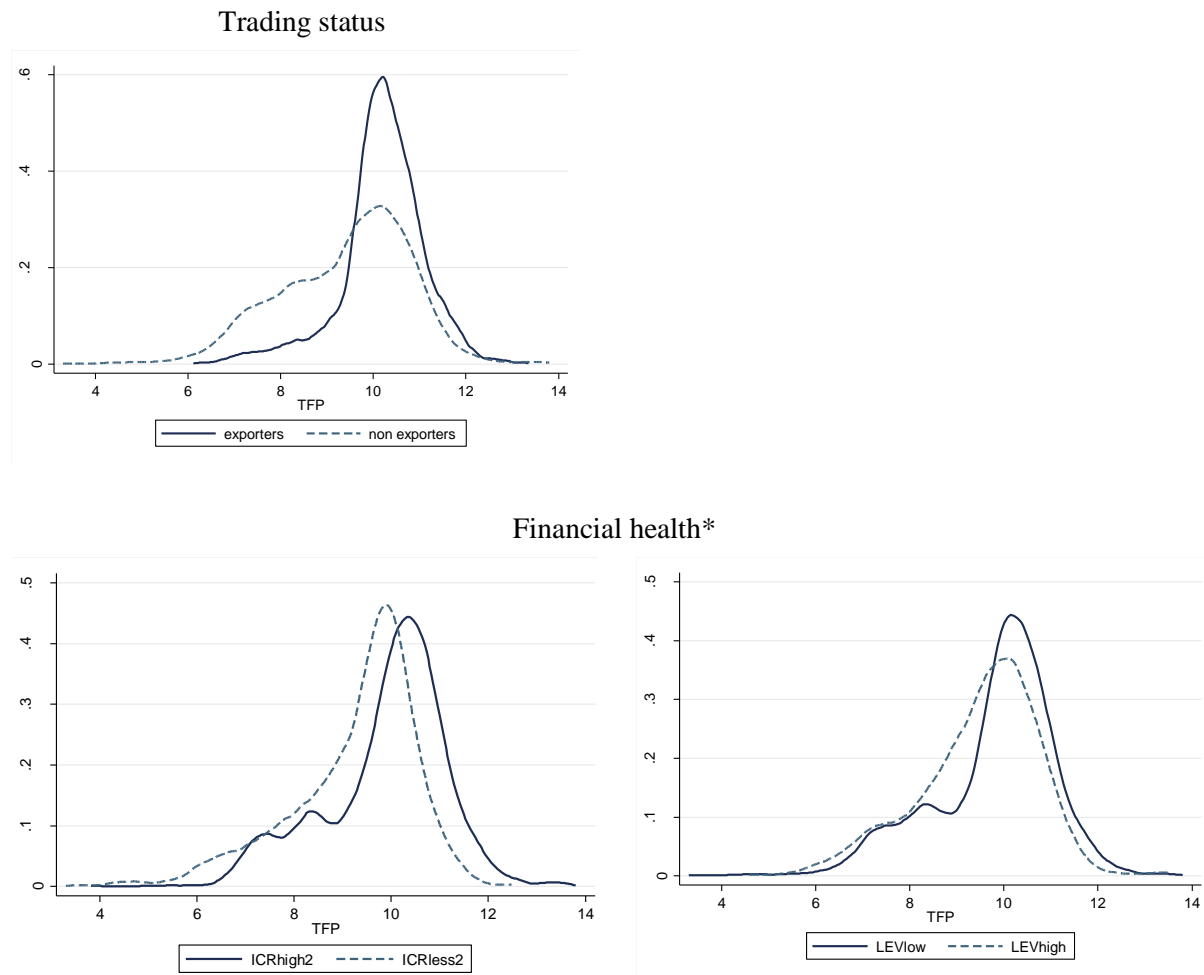 Trading status
.6
.4
.2
0
4 6 8 10 12 14
TFP
exporters non exporters
Financial health*
.5
.4
.3
.2
.1
0
4 6 8 10 12 14
TFP
ICRhigh2 ICRless2
.5
.4
.3
.2
.1
0
4 6 8 10 12 14
TFP
LEVlow LEVhigh